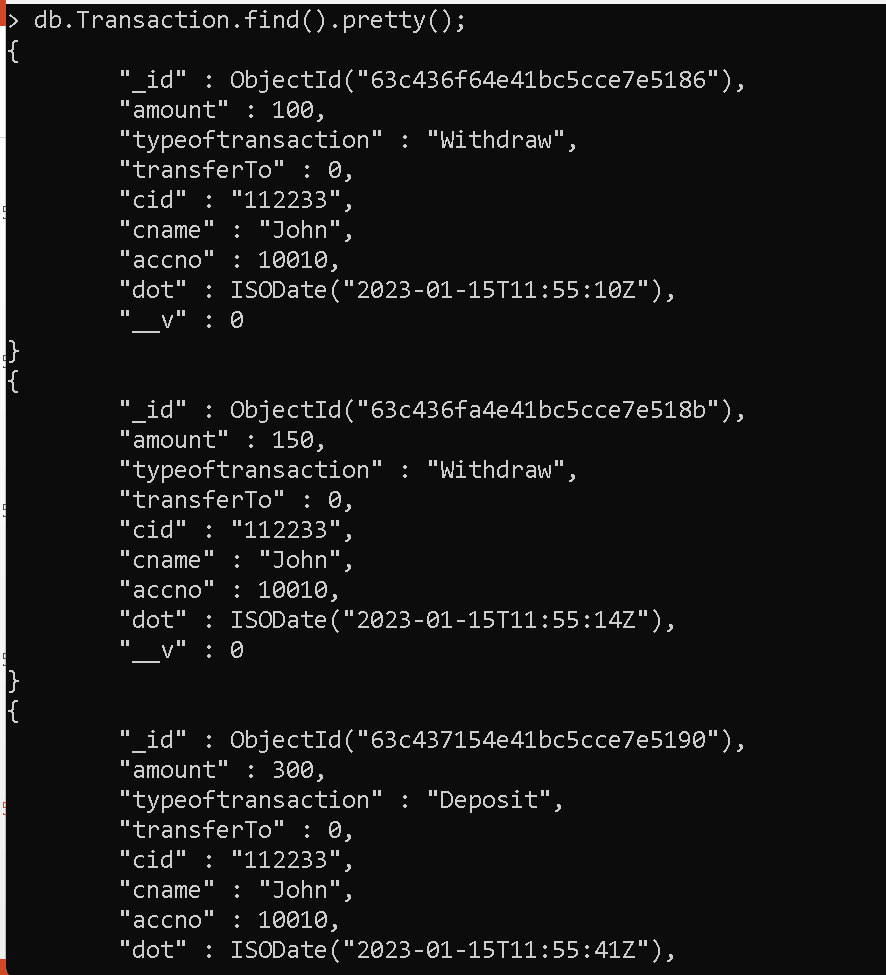 > db.Transaction.find().pretty();
{
"_id" : ObjectId("63c436f64e41bc5cce7e5186"),
"amount" : 100,
"typeoftransaction" : "Withdraw",
"transferTo" : 0,
"cid" : "112233",
"cname" : "John",
"accno" : 10010,
"dot" : ISODate("2023-01-15T11:55:10Z"),
"__v" : 0
}
{
"_id" : ObjectId("63c436fa4e41bc5cce7e518b"),
"amount" : 150,
"typeoftransaction" : "Withdraw",
"transferTo" : 0,
"cid" : "112233",
"cname" : "John",
"accno" : 10010,
"dot" : ISODate("2023-01-15T11:55:14Z"),
"__v" : 0
}
{
"_id" : ObjectId("63c437154e41bc5cce7e5190"),
"amount" : 300,
"typeoftransaction" : "Deposit",
"transferTo" : 0,
"cid" : "112233",
"cname" : "John",
"accno" : 10010,
"dot" : ISODate("2023-01-15T11:55:41Z"),